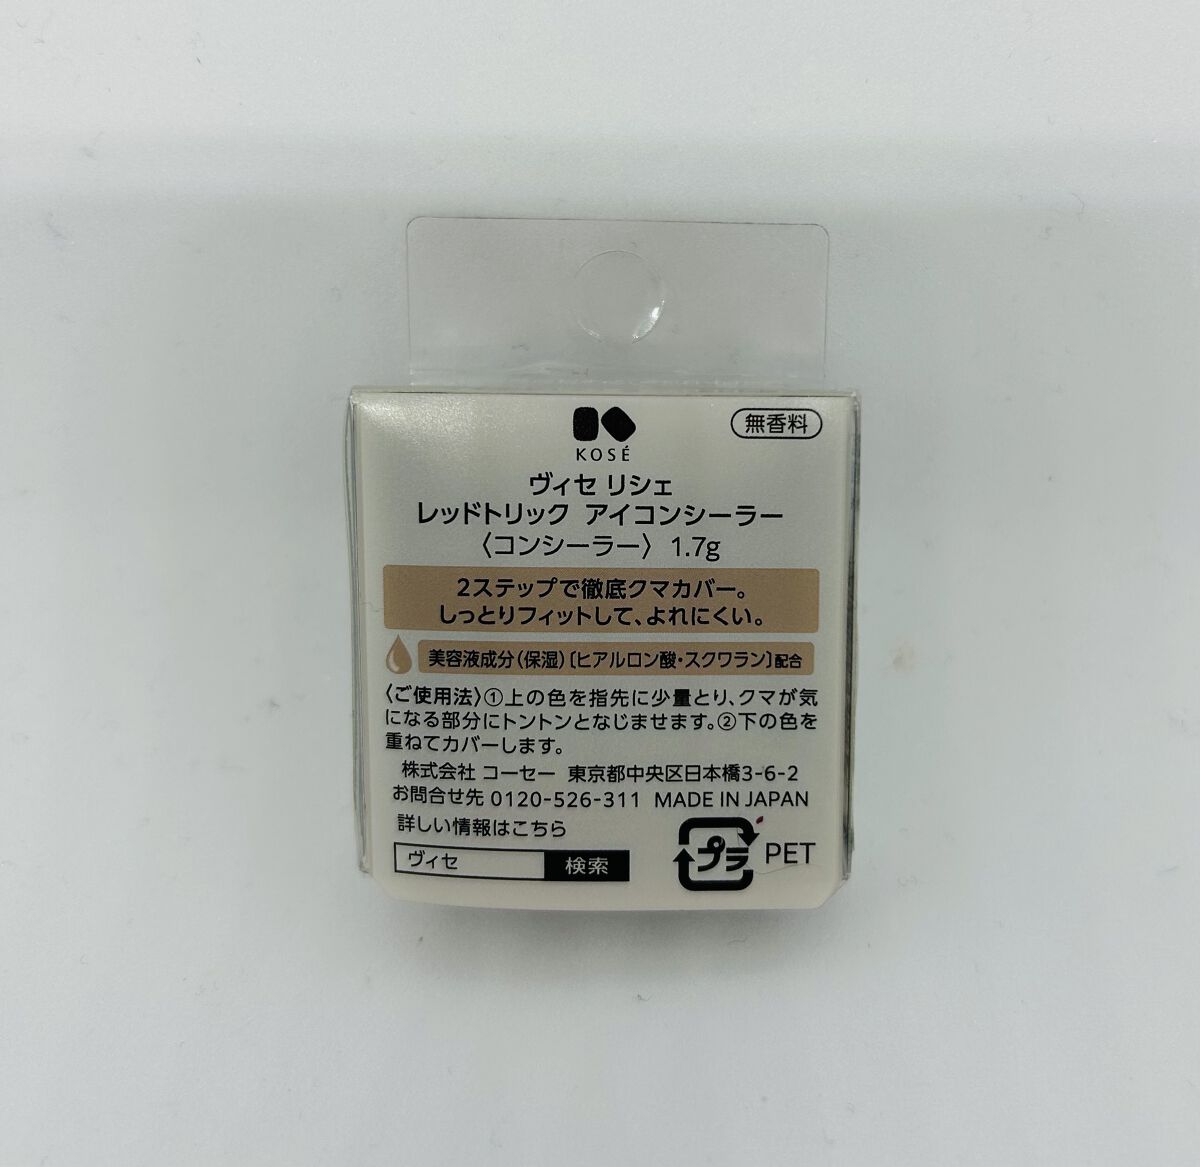 KOSÉ
無香料
ヴィセ リシェ
レッドトリック アイコンシーラー
〈コンシーラー〉 1.7g
2ステップで徹底クマカバー。
しっとりフィットして、よれにくい。
美容液成分(保湿)〔ヒアルロン酸・スクワラン〕配合
〈ご使用法〉①上の色を指先に少量とり、クマが気
になる部分にトントンとなじませます。②下の色を
重ねてカバーします。
株式会社 コーセー 東京都中央区日本橋3-6-2
お問合せ先 0120-526-311 MADE IN JAPAN
詳しい情報はこちら
ヴィセ 検索
プラ PET